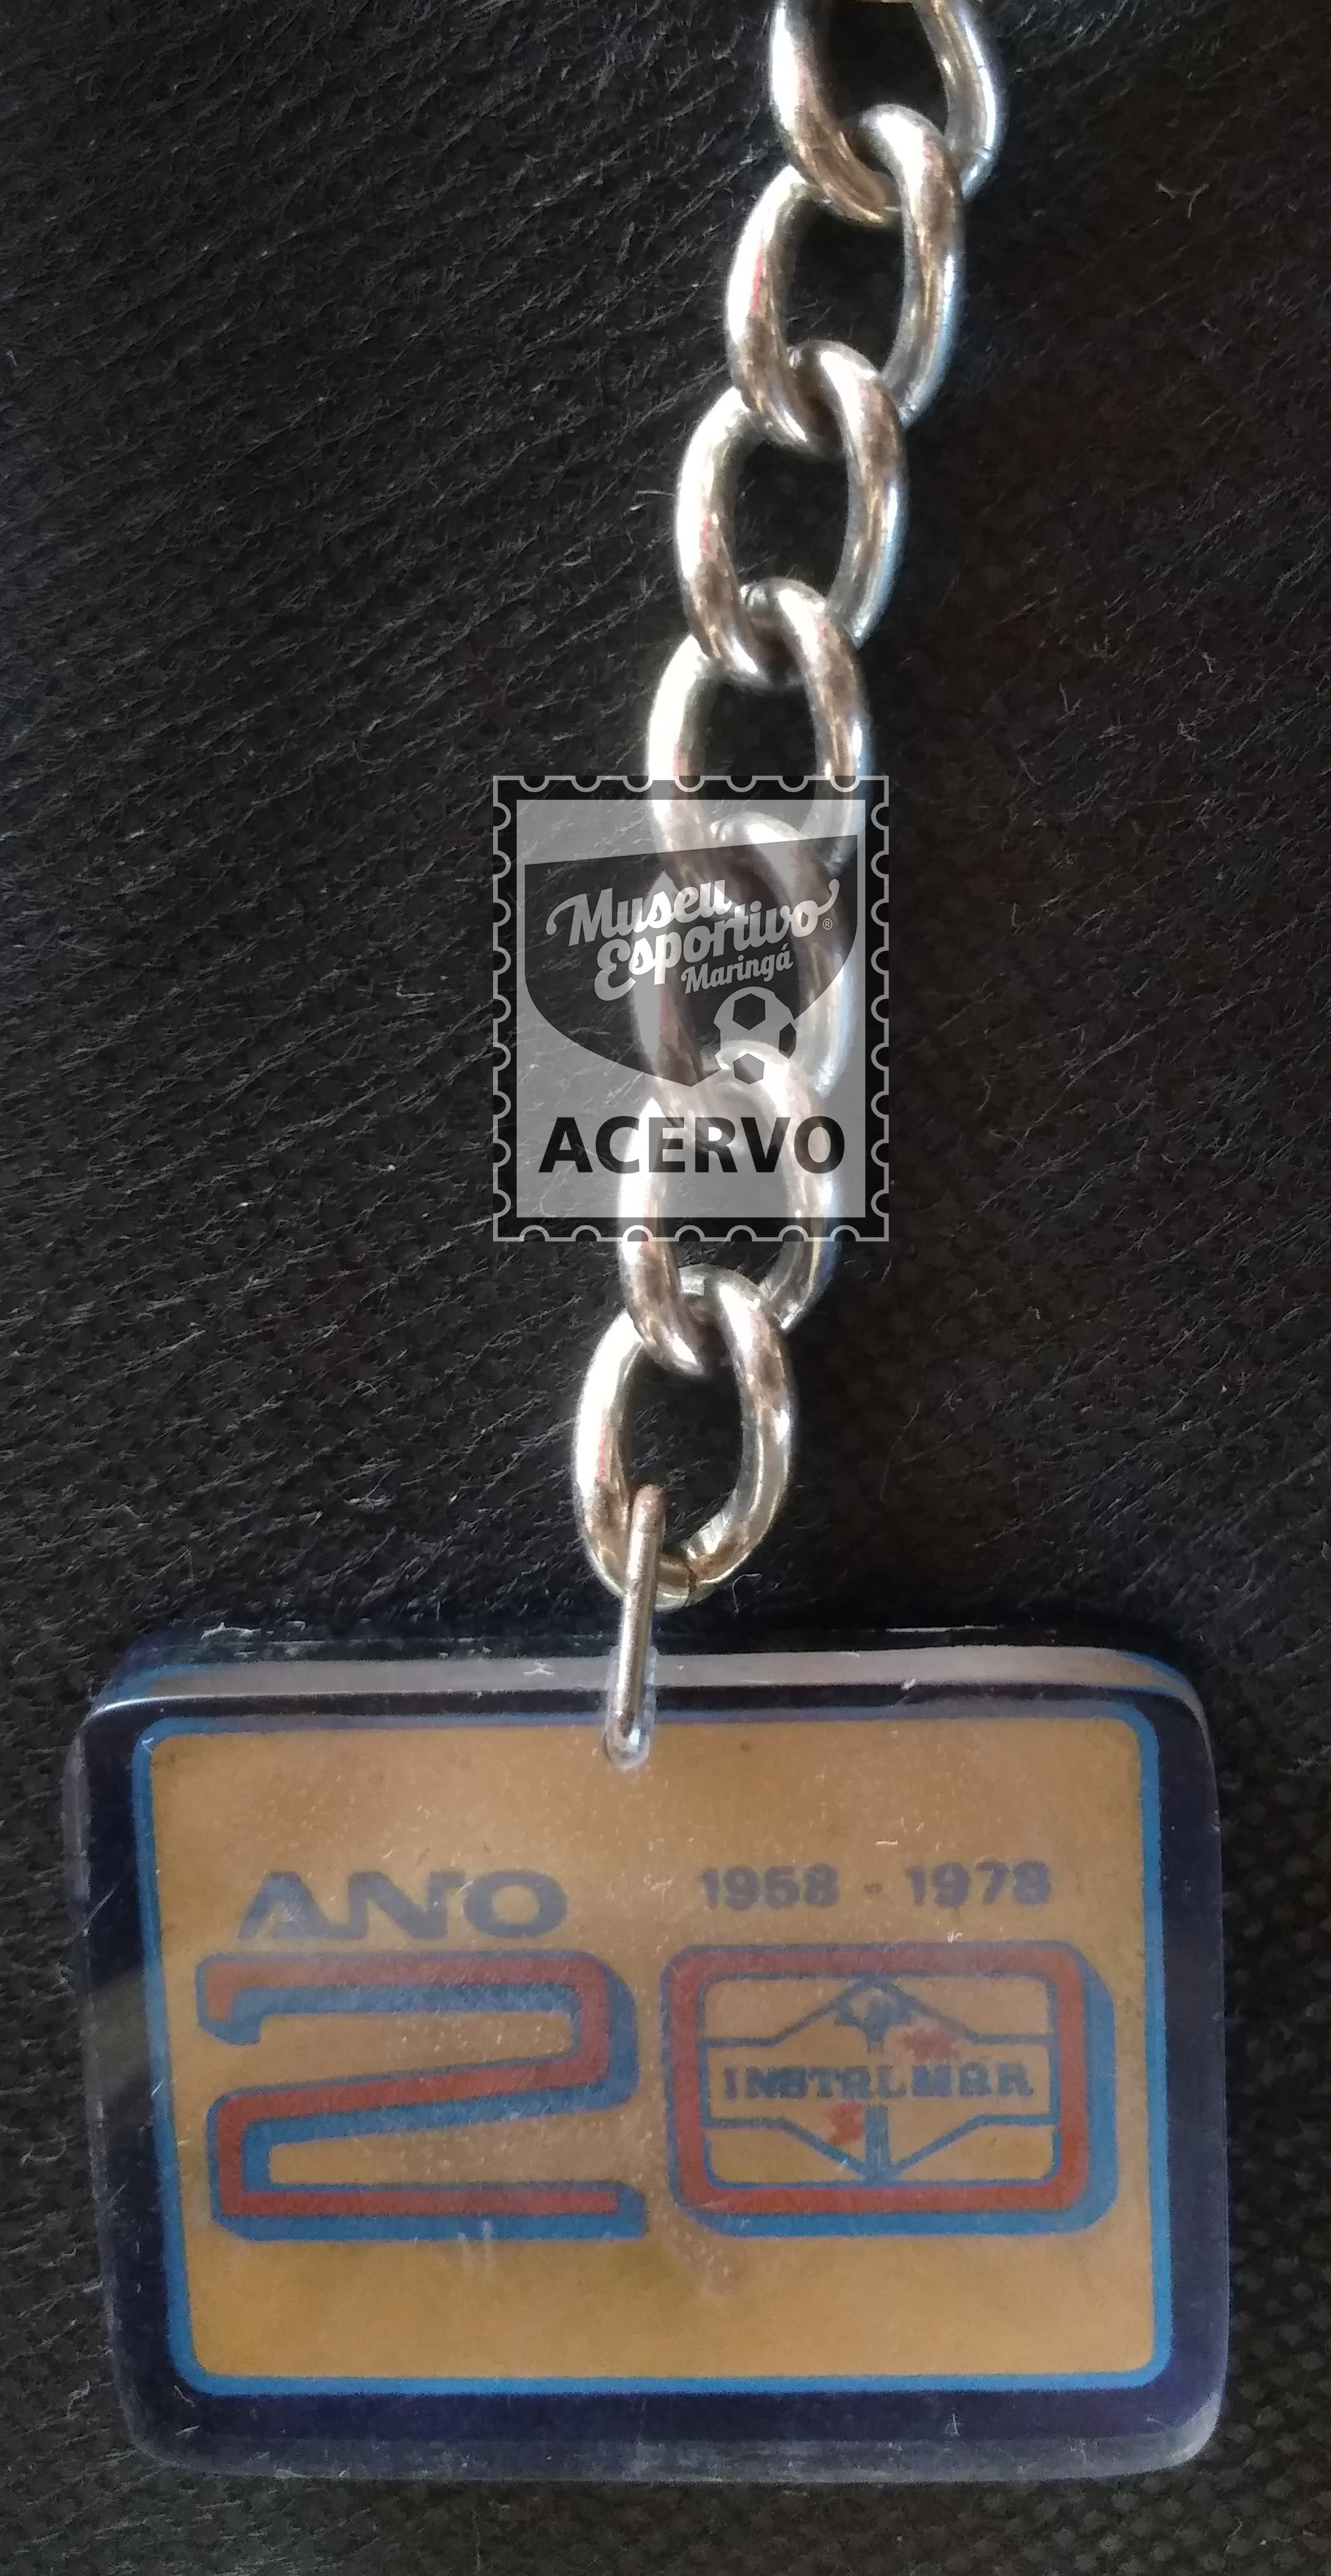 Museu
Esportivo®
Maringá
ACERVO
ANO
1958 - 1978
20
INSTALMAR